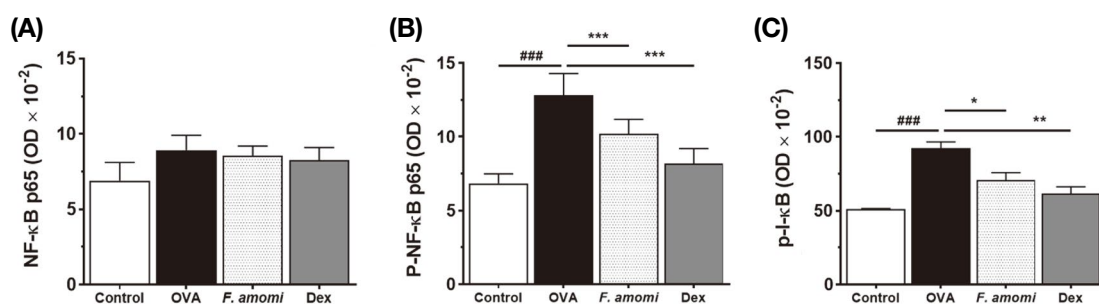 (A)
NF-κB p65 (OD × 10⁻²)
15
10
5
0
Control OVA F. amomi Dex
(B)
P-NF-κB p65 (OD × 10⁻²)
15
10
5
0
###
***
***
Control OVA F. amomi Dex
(C)
p-I-κB (OD × 10⁻²)
150
100
50
0
###
*
**
Control OVA F. amomi Dex